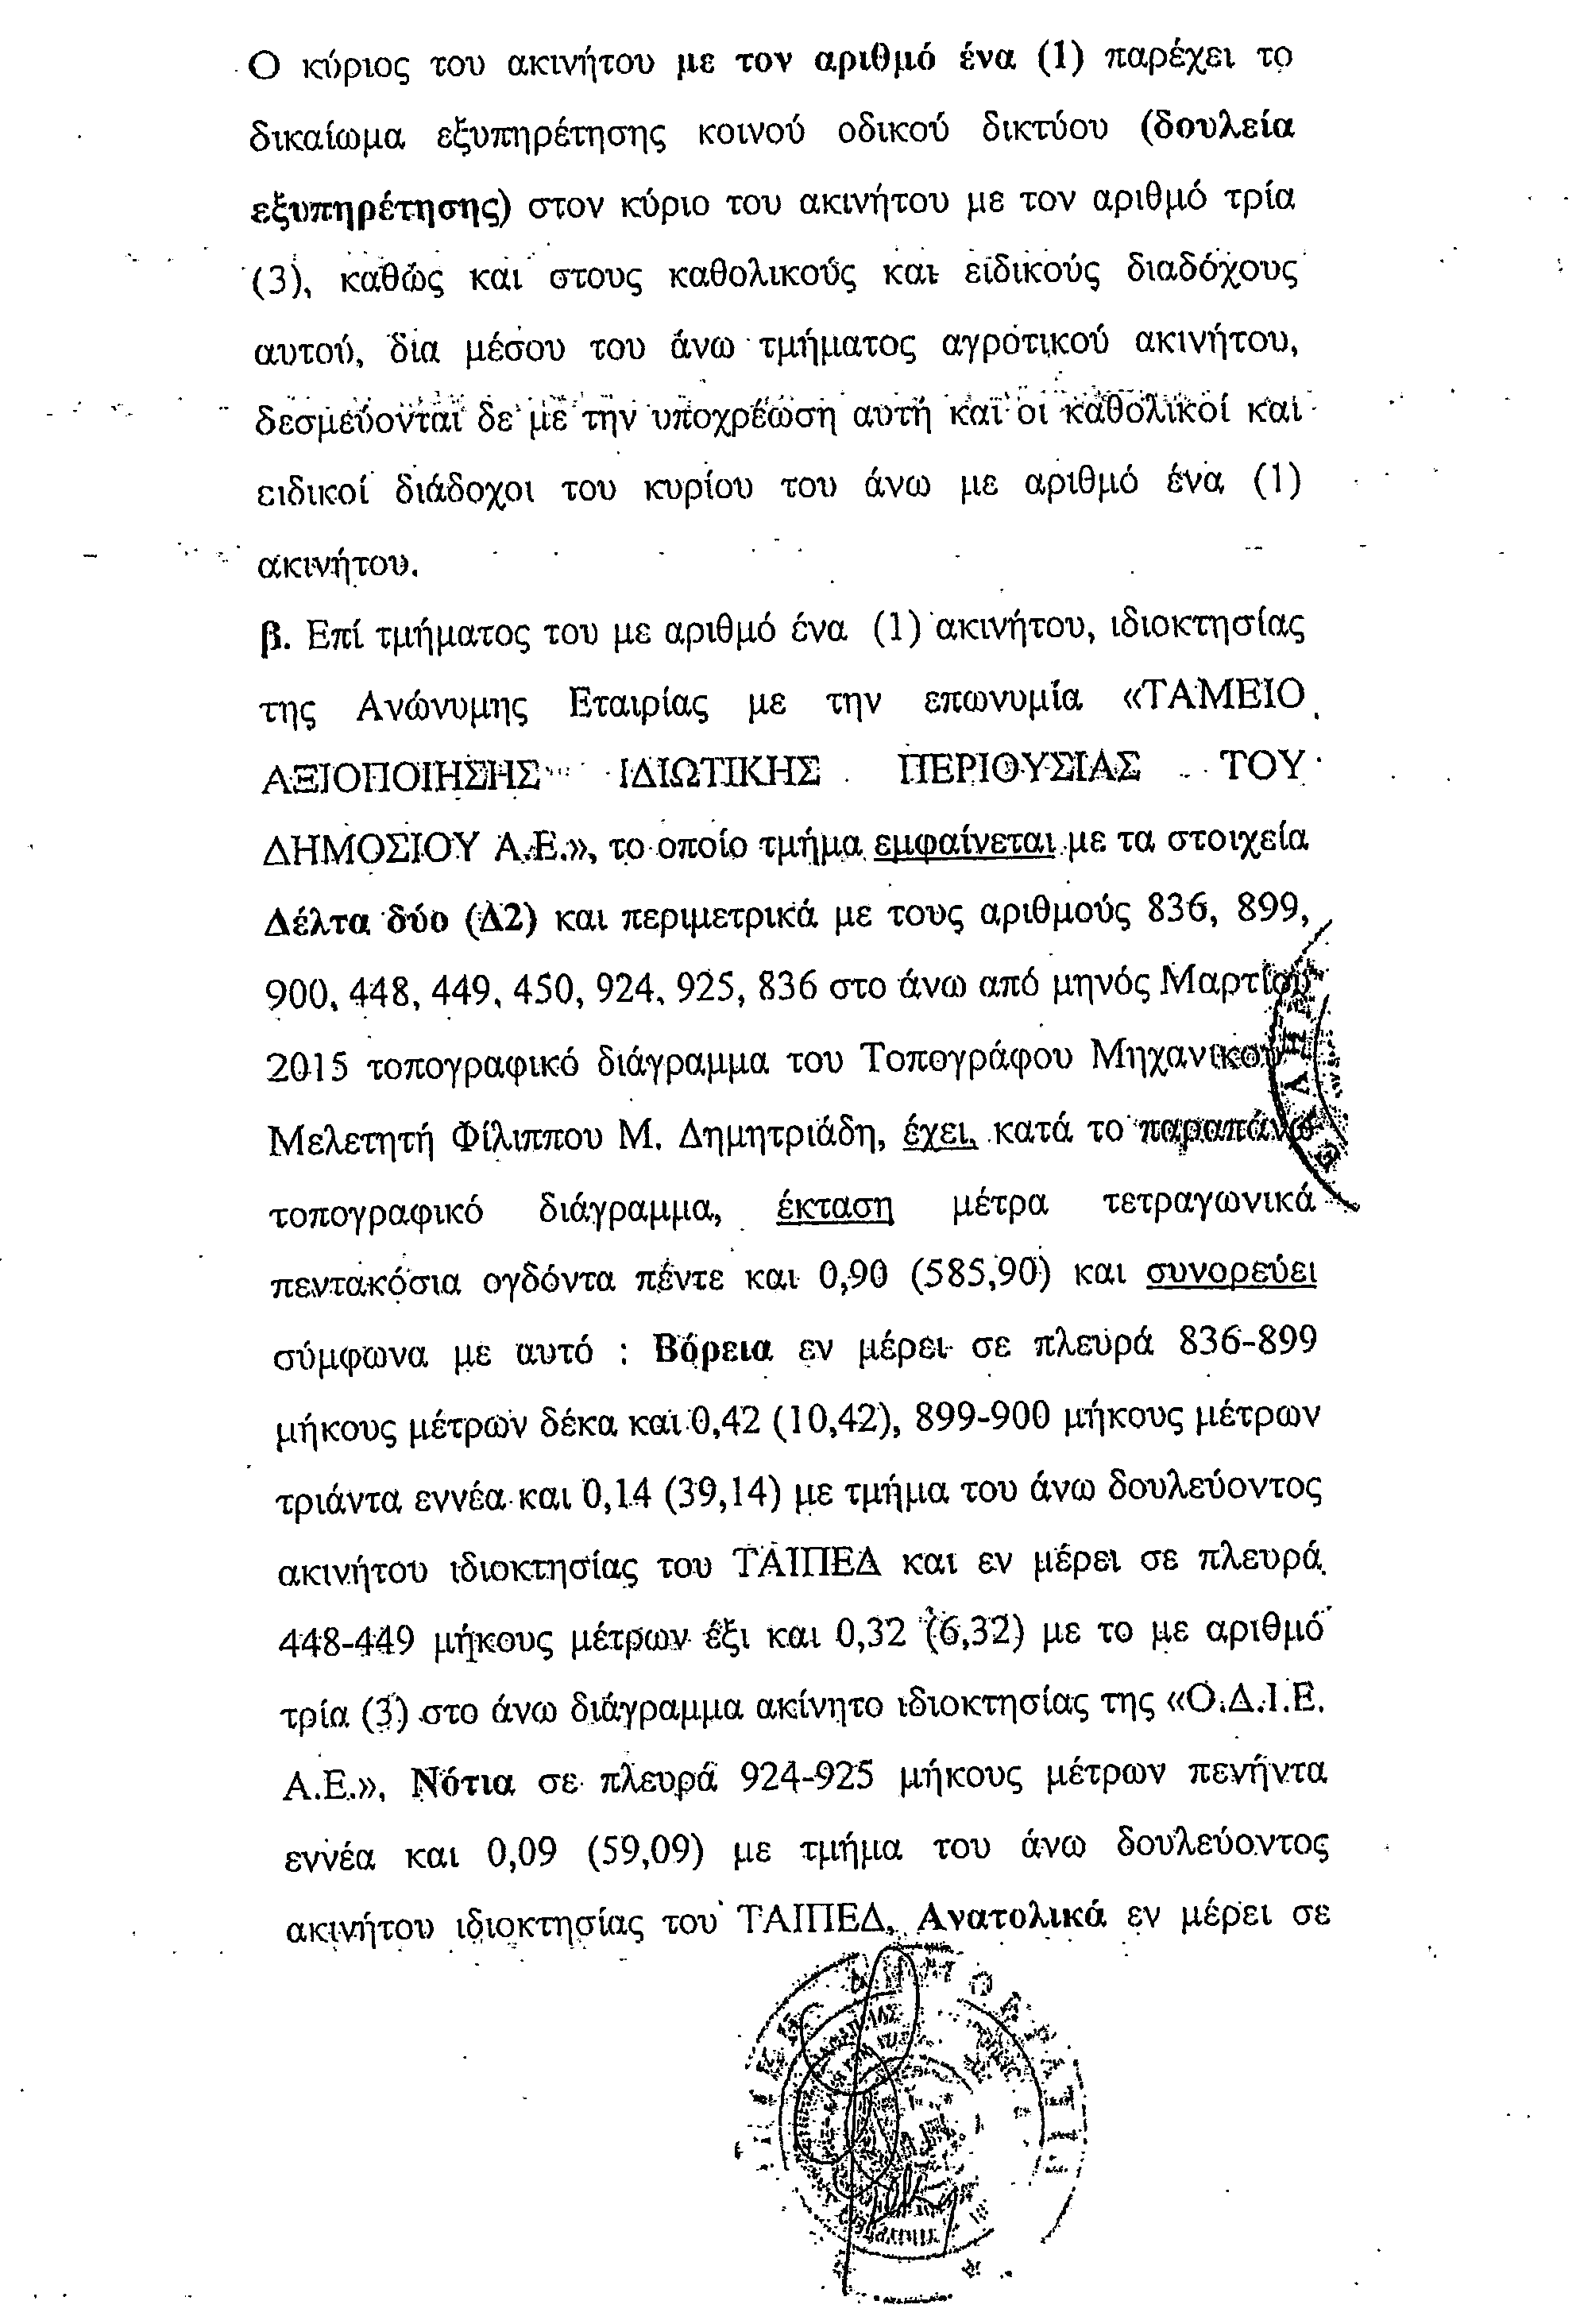 Ο κύριος του ακινήτου με τον αριθμό ένα (1) παρέχει το
δικαίωμα εξυπηρέτησης κοινού οδικού δικτύου (δουλεία
εξυπηρέτησης) στον κύριο του ακινήτου με τον αριθμό τρία
(3), καθώς και στους καθολικούς και ειδικούς διαδόχους
αυτού, δια μέσου του άνω τμήματος αγροτικού ακινήτου,
δεσμεύονται δε με την υποχρέωση αυτή και οι καθολικοί και
ειδικοί διάδοχοι του κυρίου του άνω με αριθμό ένα (1)
ακινήτου.
β. Επί τμήματος του με αριθμό ένα (1) ακινήτου, ιδιοκτησίας
της Ανώνυμης Εταιρίας με την επωνυμία «ΤΑΜΕΙΟ
ΑΞΙΟΠΟΙΗΣΗΣ ΙΔΙΩΤΙΚΗΣ ΠΕΡΙΟΥΣΙΑΣ ΤΟΥ
ΔΗΜΟΣΙΟΥ Α.Ε.», το οποίο τμήμα εμφαίνεται με τα στοιχεία
Δέλτα δύο (Δ2) και περιμετρικά με τους αριθμούς 836, 899,
900, 448, 449, 450, 924, 925, 836 στο άνω από μηνός Μαρτίου
2015 τοπογραφικό διάγραμμα του Τοπογράφου Μηχανικού
Μελετητή Φίλιππου Μ. Δημητριάδη, έχει, κατά το παραπάνω
τοπογραφικό διάγραμμα, έκταση μέτρα τετραγωνικά
πεντακόσια ογδόντα πέντε και 0,90 (585,90) και συνορεύει
σύμφωνα με αυτό : Βόρεια εν μέρει σε πλευρά 836-899
μήκους μέτρων δέκα και 0,42 (10,42), 899-900 μήκους μέτρων
τριάντα εννέα και 0,14 (39,14) με τμήμα του άνω δουλεύοντος
ακινήτου ιδιοκτησίας του ΤΑΙΠΕΔ και εν μέρει σε πλευρά
448-449 μήκους μέτρων έξι και 0,32 (6,32) με το με αριθμό
τρία (3) στο άνω διάγραμμα ακίνητο ιδιοκτησίας της «Ο.Δ.Ι.Ε.
Α.Ε.», Νότια σε πλευρά 924-925 μήκους μέτρων πενήντα
εννέα και 0,09 (59,09) με τμήμα του άνω δουλεύοντος
ακινήτου ιδιοκτησίας του ΤΑΙΠΕΔ, Ανατολικά εν μέρει σε